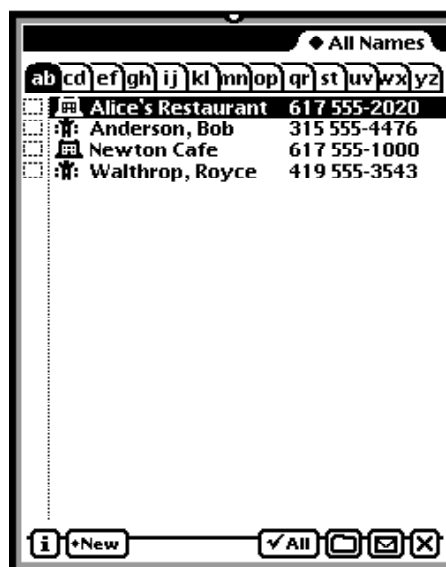 ◆ All Names
ab cd ef gh ij kl mn op qr st uv wx yz
Alice's Restaurant 617 555-2020
Anderson, Bob 315 555-4476
Newton Cafe 617 555-1000
Walthrop, Royce 419 555-3543
i •New ✓All X